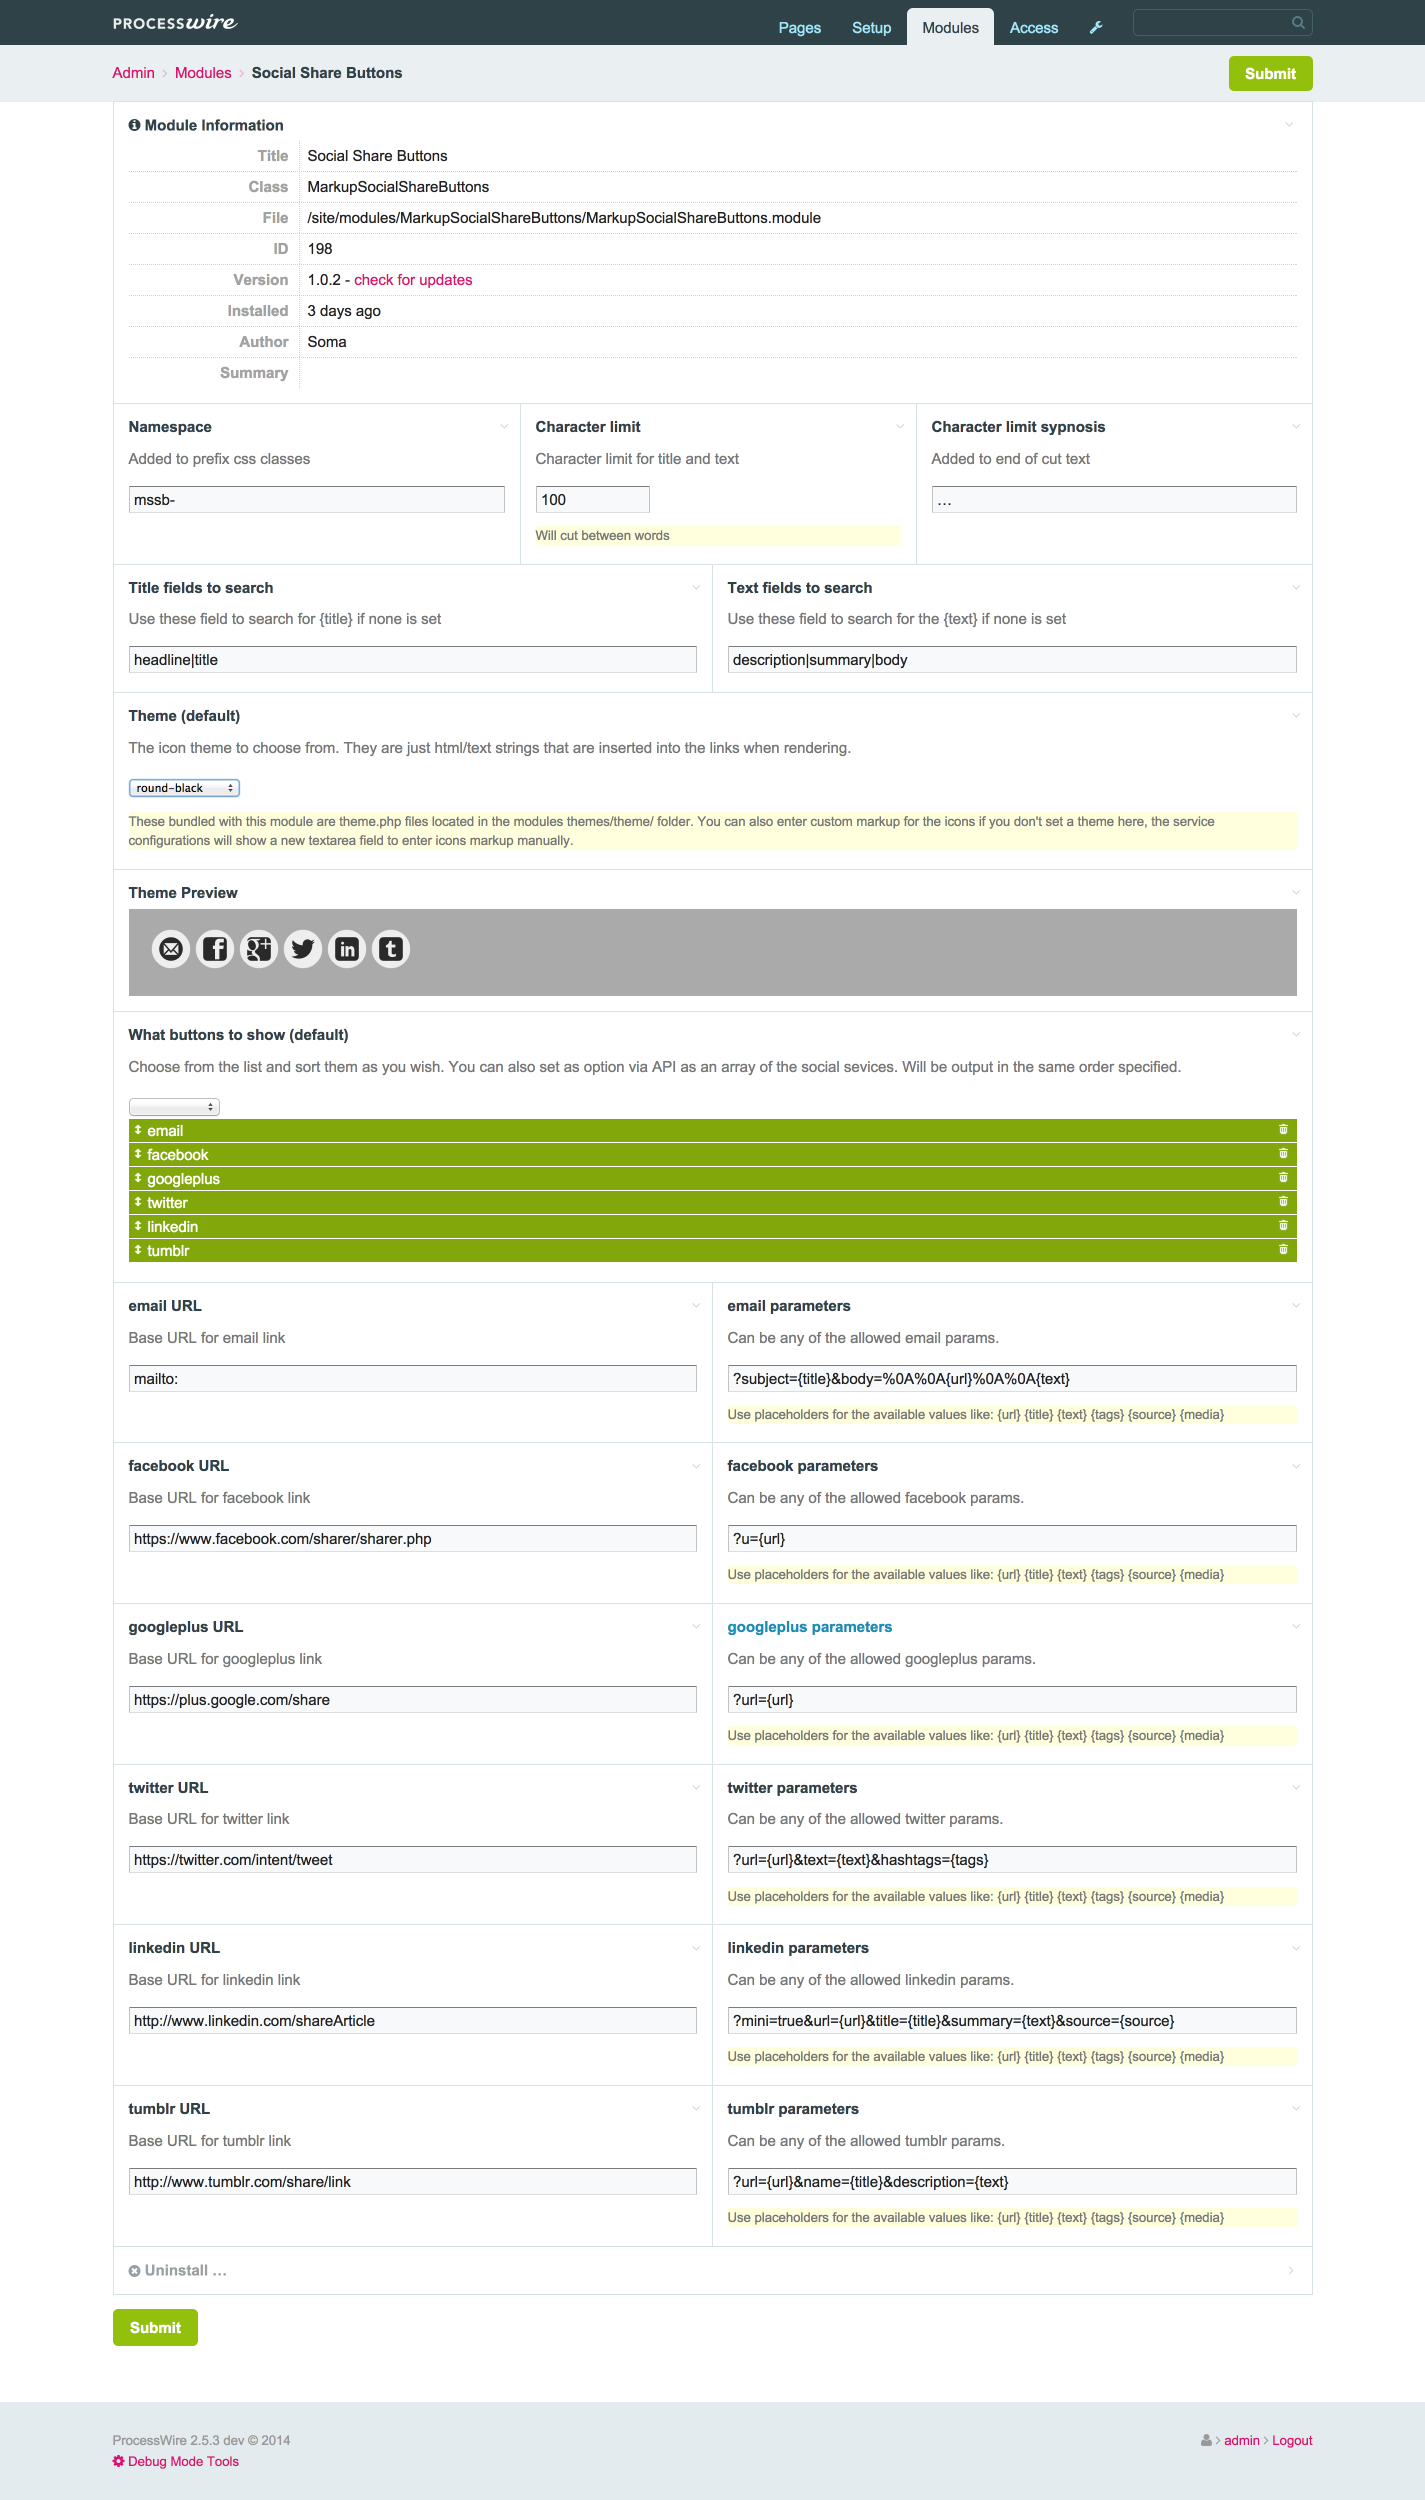 PROCESSwire
Pages Setup Modules Access
Admin Modules Social Share Buttons
Submit
Module Information
Title Social Share Buttons
Class MarkupSocialShareButtons
File /site/modules/MarkupSocialShareButtons/MarkupSocialShareButtons.module
ID 198
Version 1.0.2 - check for updates
Installed 3 days ago
Author Soma
Summary
Namespace
Added to prefix css classes
mssb-
Character limit
Character limit for title and text
100
Will cut between words
Character limit sypnosis
Added to end of cut text
...
Title fields to search
Use these field to search for {title} if none is set
headline|title
Text fields to search
Use these field to search for the {text} if none is set
description|summary|body
Theme (default)
The icon theme to choose from. They are just html/text strings that are inserted into the links when rendering.
round-black
These bundled with this module are theme.php files located in the modules themes/theme/ folder. You can also enter custom markup for the icons if you don't set a theme here, the service
configurations will show a new textarea field to enter icons markup manually.
Theme Preview
f g+ in t
What buttons to show (default)
Choose from the list and sort them as you wish. You can also set as option via API as an array of the social sevices. Will be output in the same order specified.
email
facebook
googleplus
twitter
linkedin
tumblr
email URL
Base URL for email link
mailto:
email parameters
Can be any of the allowed email params.
?subject={title}&body=%0A%0A{url}%0A%0A{text}
Use placeholders for the available values like: {url} {title} {text} {tags} {source} {media}
facebook URL
Base URL for facebook link
https://www.facebook.com/sharer/sharer.php
facebook parameters
Can be any of the allowed facebook params.
?u={url}
Use placeholders for the available values like: {url} {title} {text} {tags} {source} {media}
googleplus URL
Base URL for googleplus link
https://plus.google.com/share
googleplus parameters
Can be any of the allowed googleplus params.
?url={url}
Use placeholders for the available values like: {url} {title} {text} {tags} {source} {media}
twitter URL
Base URL for twitter link
https://twitter.com/intent/tweet
twitter parameters
Can be any of the allowed twitter params.
?url={url}&text={text}&hashtags={tags}
Use placeholders for the available values like: {url} {title} {text} {tags} {source} {media}
linkedin URL
Base URL for linkedin link
http://www.linkedin.com/shareArticle
linkedin parameters
Can be any of the allowed linkedin params.
?mini=true&url={url}&title={title}&summary={text}&source={source}
Use placeholders for the available values like: {url} {title} {text} {tags} {source} {media}
tumblr URL
Base URL for tumblr link
http://www.tumblr.com/share/link
tumblr parameters
Can be any of the allowed tumblr params.
?url={url}&name={title}&description={text}
Use placeholders for the available values like: {url} {title} {text} {tags} {source} {media}
Uninstall ...
Submit
ProcessWire 2.5.3 dev © 2014
admin Logout
Debug Mode Tools